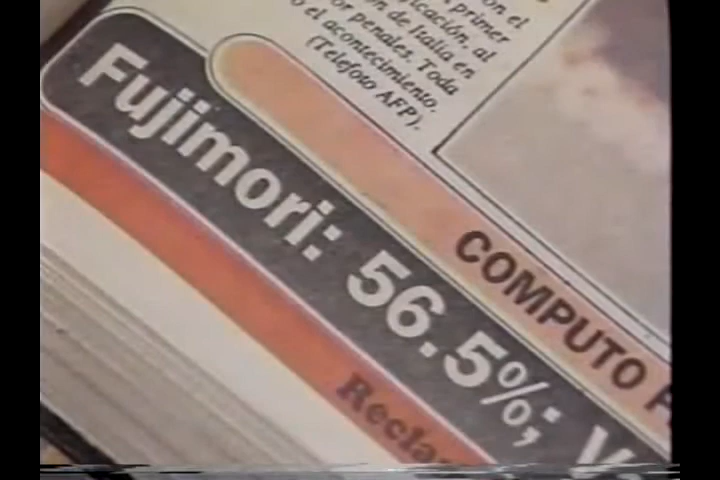 on el
primer
ficación, al
on de Italia en
or penales. Toda
o el acontecimiento.
(Telefoto AFP).
COMPUTO
Fujimori: 56.5%;